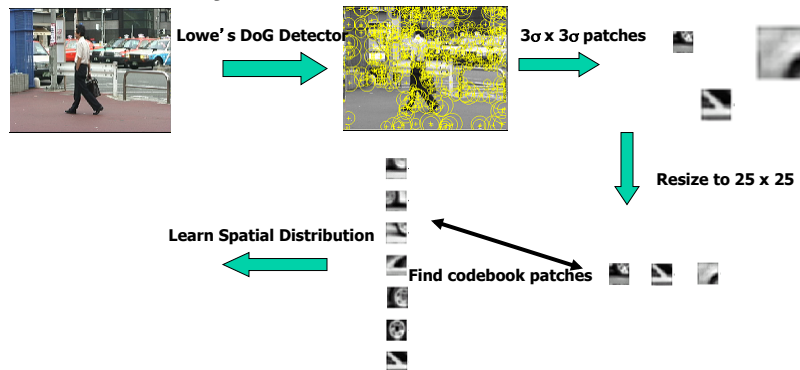 Lowe's DoG Detector
3σ x 3σ patches
Resize to 25 x 25
Find codebook patches
Learn Spatial Distribution